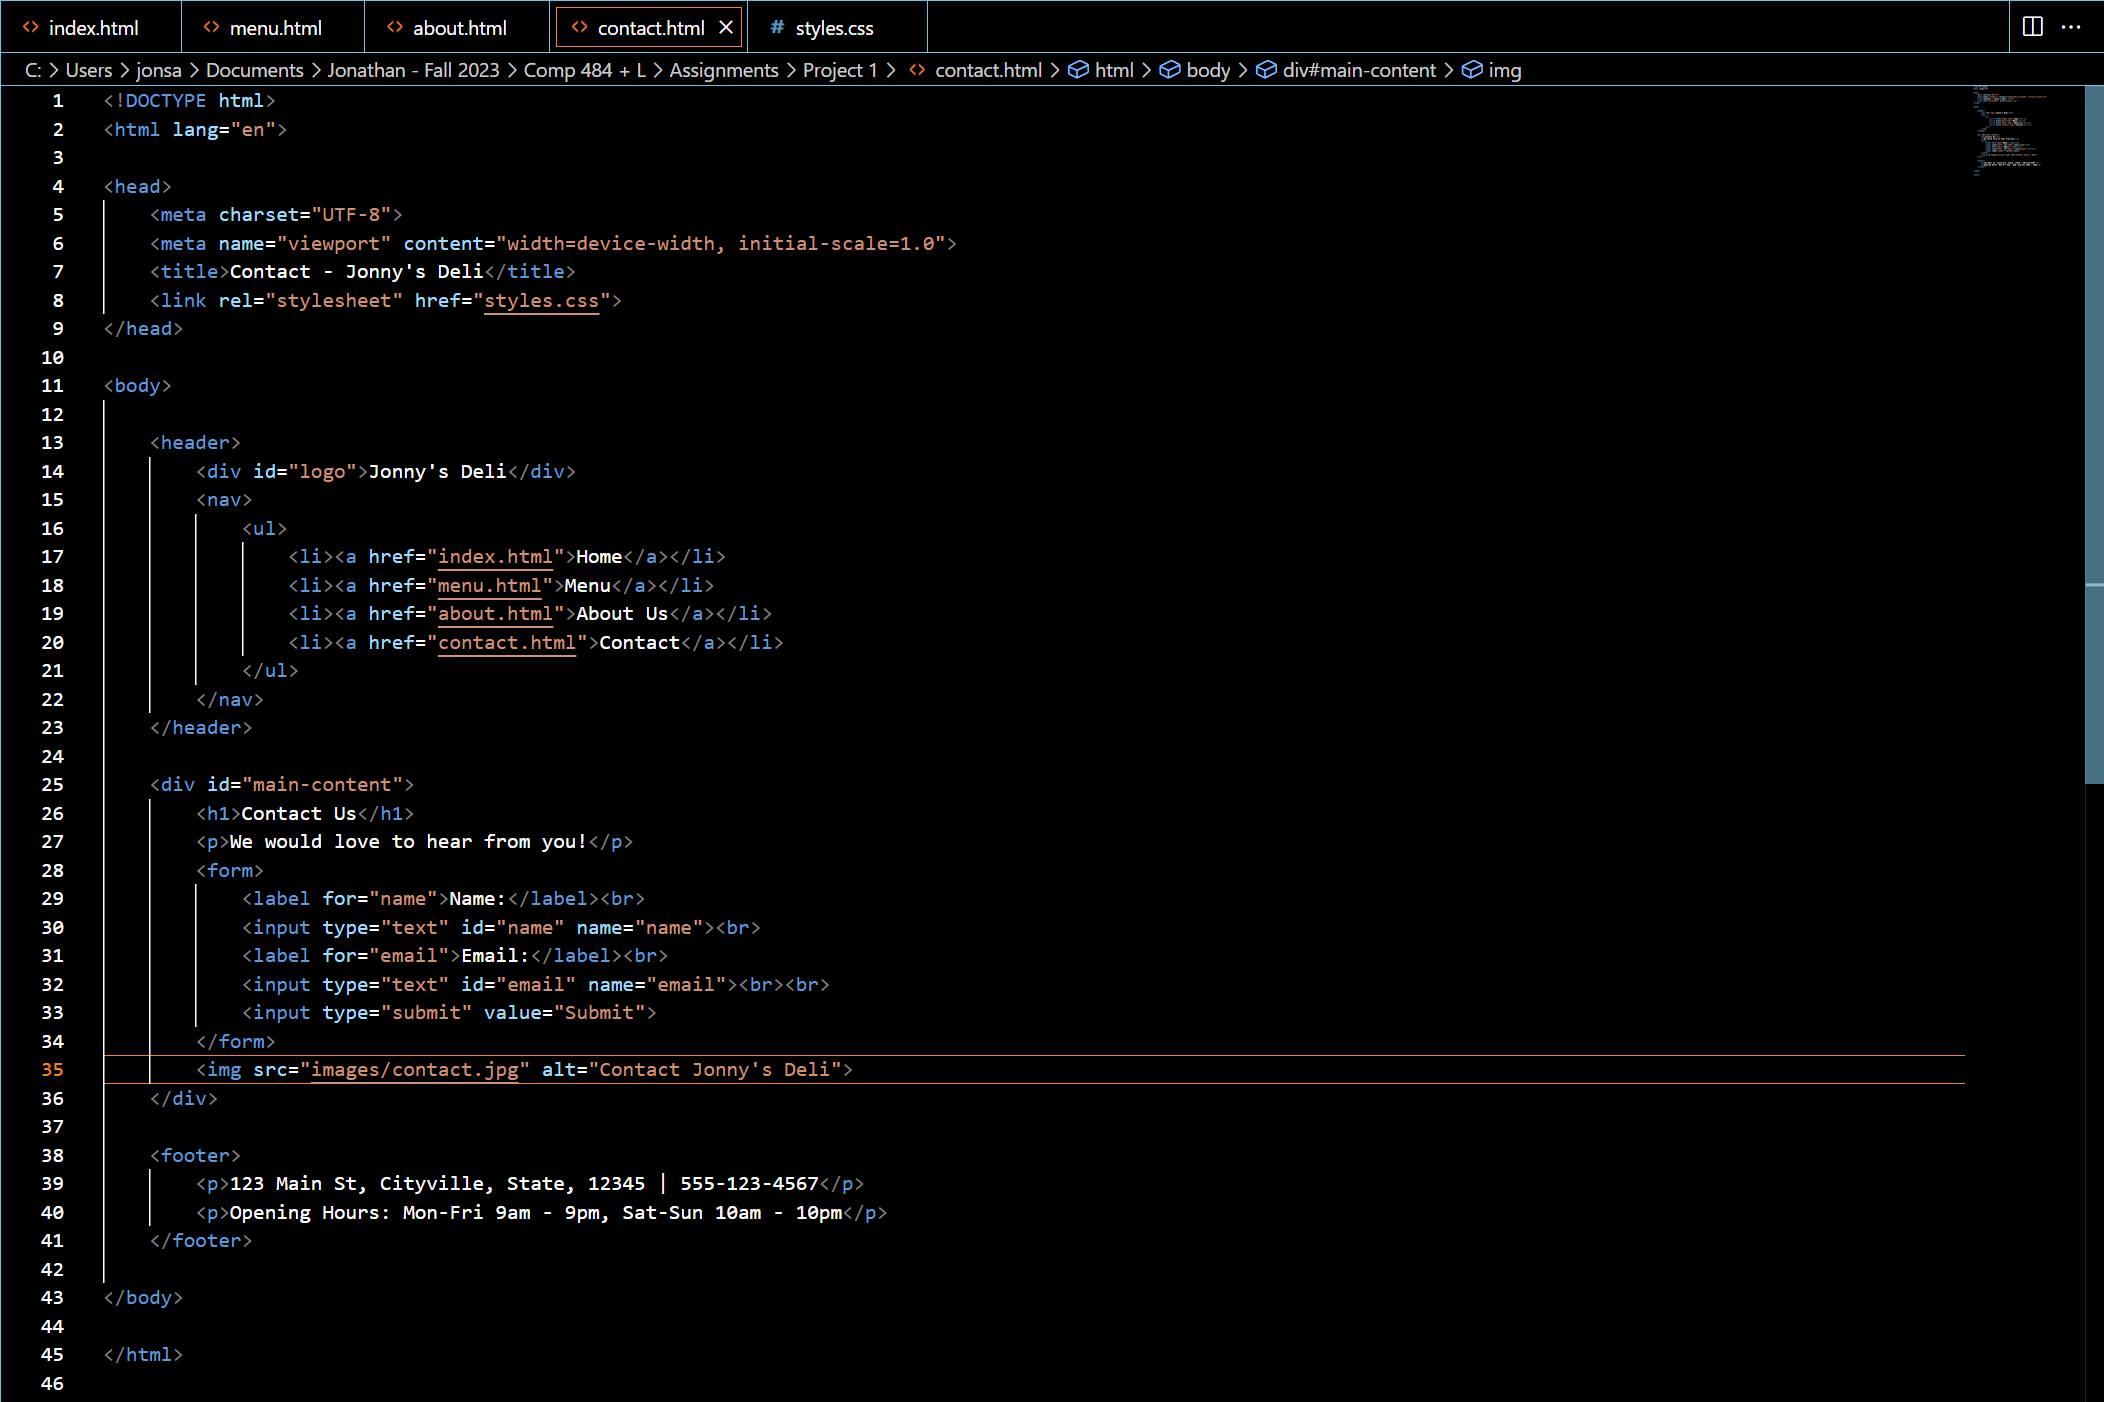 index.html menu.html about.html contact.html styles.css
C: > Users > jonsa > Documents > Jonathan - Fall 2023 > Comp 484 + L > Assignments > Project 1 > contact.html > html > body > div#main-content > img
1 <!DOCTYPE html>
2 <html lang="en">
3
4 <head>
5     <meta charset="UTF-8">
6     <meta name="viewport" content="width=device-width, initial-scale=1.0">
7     <title>Contact - Jonny's Deli</title>
8     <link rel="stylesheet" href="styles.css">
9 </head>
10
11 <body>
12
13     <header>
14         <div id="logo">Jonny's Deli</div>
15         <nav>
16             <ul>
17                 <li><a href="index.html">Home</a></li>
18                 <li><a href="menu.html">Menu</a></li>
19                 <li><a href="about.html">About Us</a></li>
20                 <li><a href="contact.html">Contact</a></li>
21             </ul>
22         </nav>
23     </header>
24
25     <div id="main-content">
26         <h1>Contact Us</h1>
27         <p>We would love to hear from you!</p>
28         <form>
29             <label for="name">Name:</label><br>
30             <input type="text" id="name" name="name"><br>
31             <label for="email">Email:</label><br>
32             <input type="text" id="email" name="email"><br><br>
33             <input type="submit" value="Submit">
34         </form>
35         <img src="images/contact.jpg" alt="Contact Jonny's Deli">
36     </div>
37
38     <footer>
39         <p>123 Main St, Cityville, State, 12345 | 555-123-4567</p>
40         <p>Opening Hours: Mon-Fri 9am - 9pm, Sat-Sun 10am - 10pm</p>
41     </footer>
42
43 </body>
44
45 </html>
46